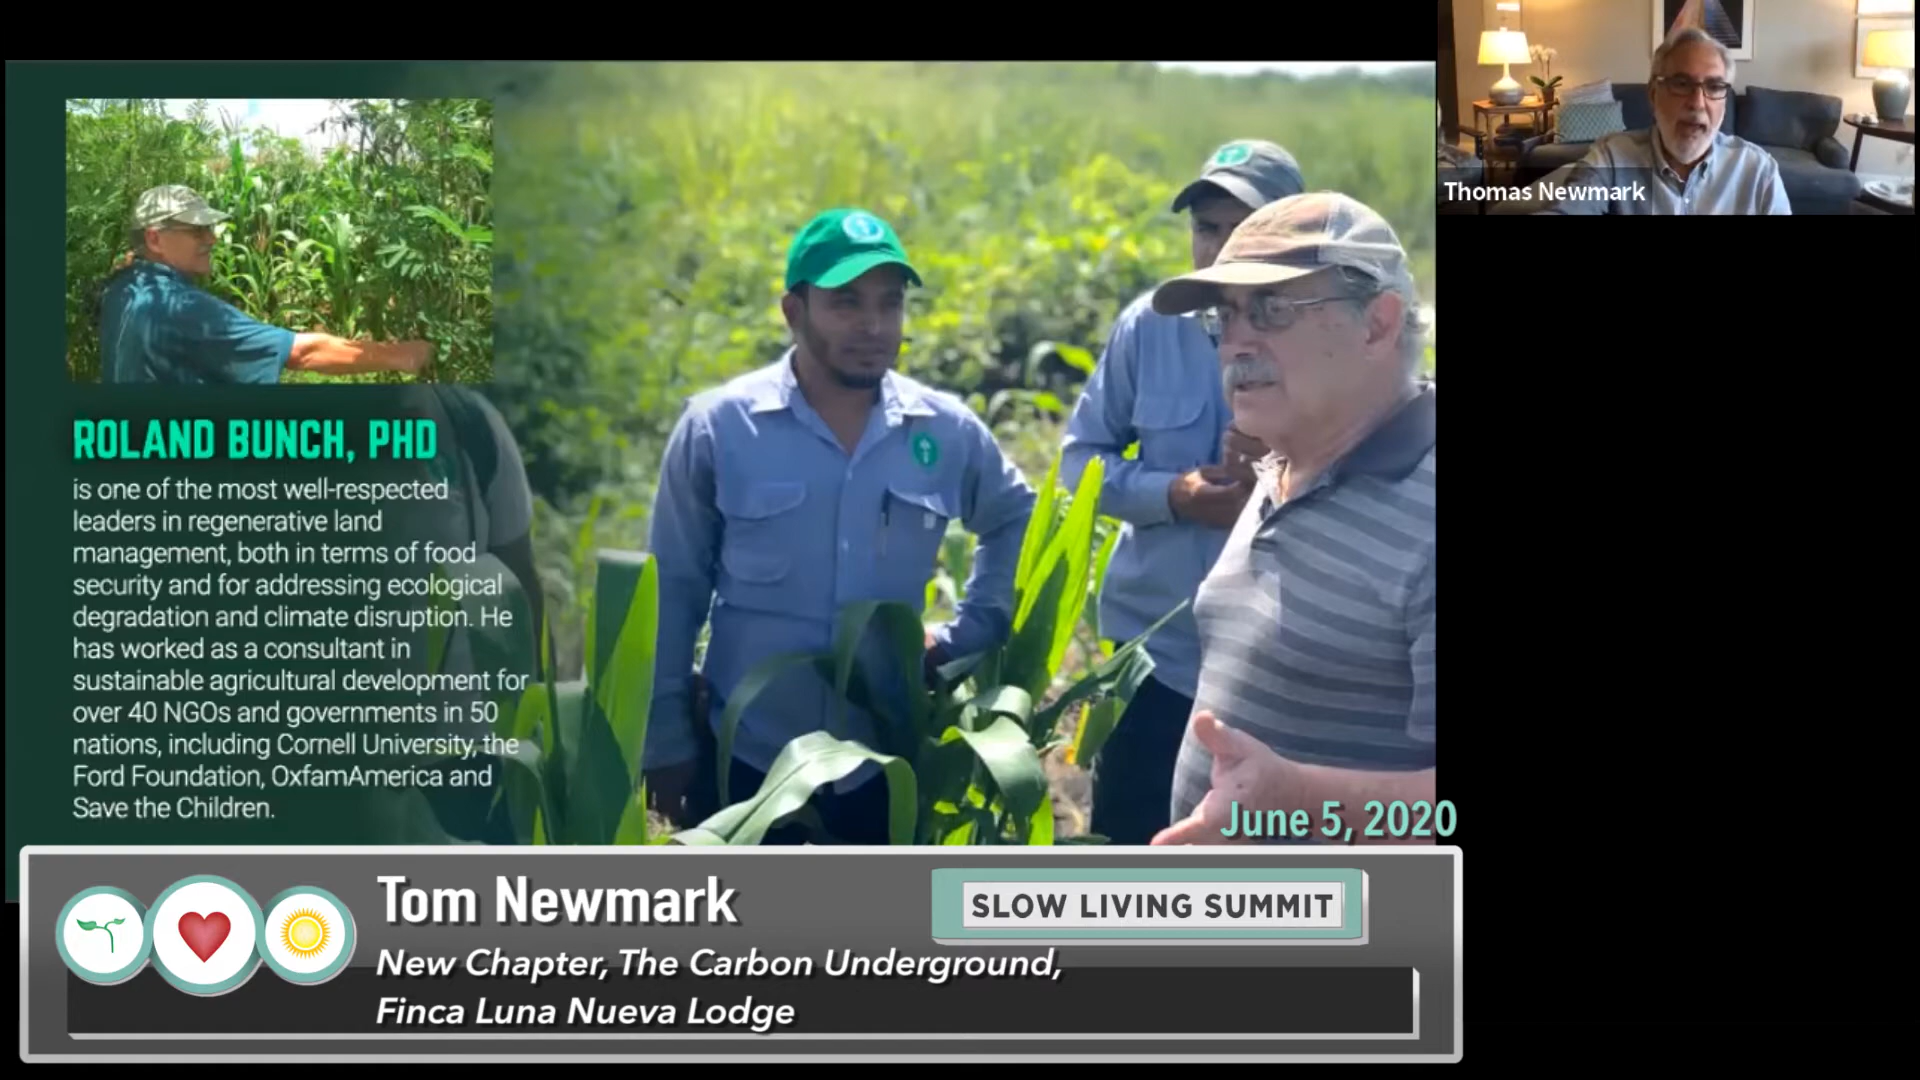 Thomas Newmark
ROLAND BUNCH, PHD
is one of the most well-respected
leaders in regenerative land
management, both in terms of food
security and for addressing ecological
degradation and climate disruption. He
has worked as a consultant in
sustainable agricultural development for
over 40 NGOs and governments in 50
nations, including Cornell University, the
Ford Foundation, OxfamAmerica and
Save the Children.
June 5, 2020
Tom Newmark
SLOW LIVING SUMMIT
New Chapter, The Carbon Underground,
Finca Luna Nueva Lodge